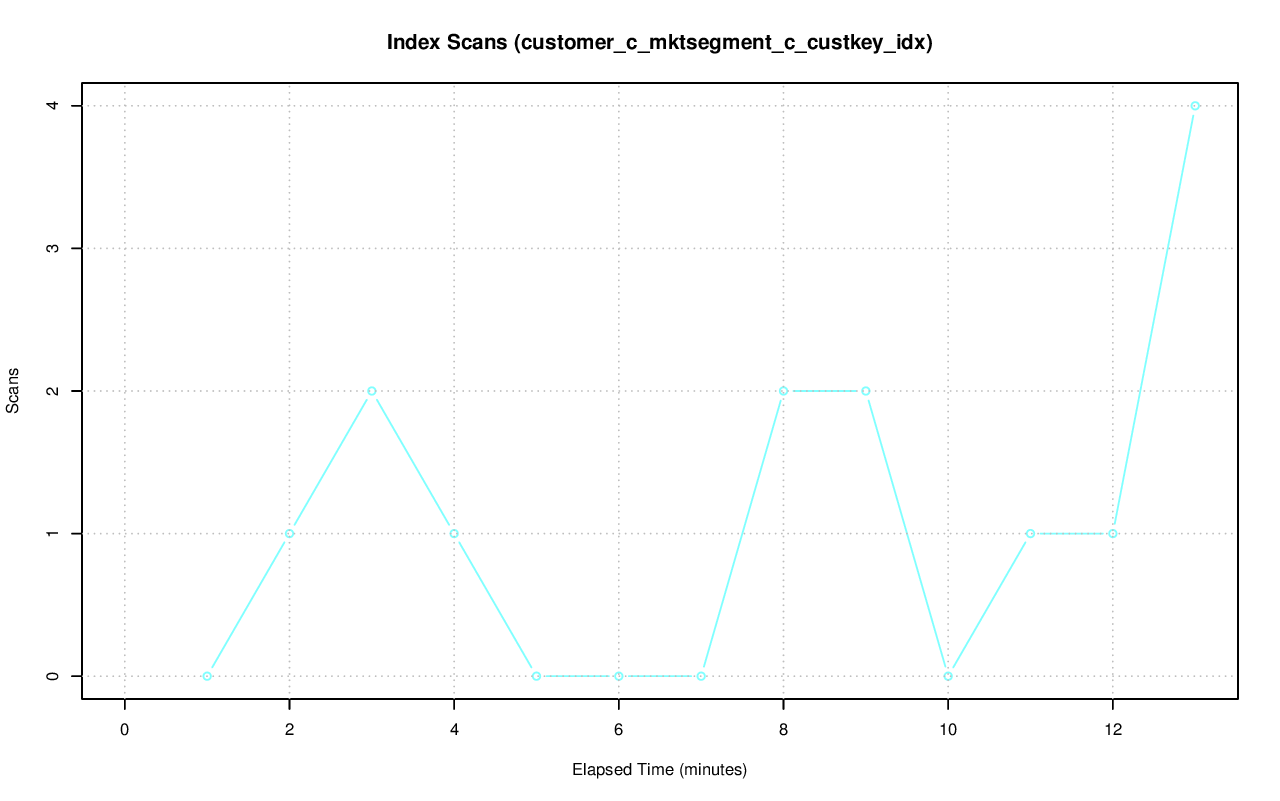 Index Scans (customer_c_mktsegment_c_custkey_idx)
4
3
2
1
0
Scans
0 2 4 6 8 10 12
Elapsed Time (minutes)